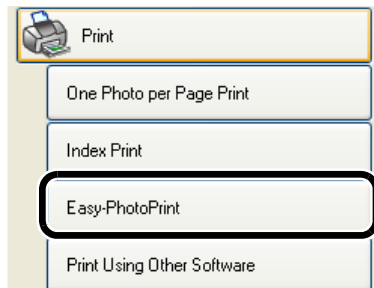 Print
One Photo per Page Print
Index Print
Easy-PhotoPrint
Print Using Other Software